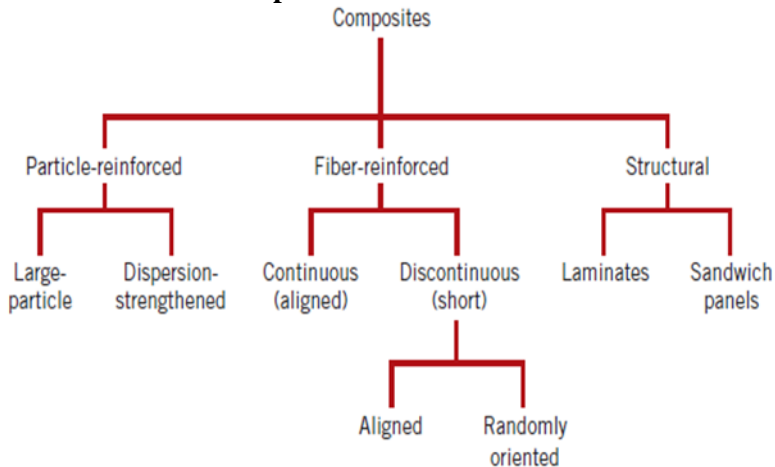 Composites
Particle-reinforced
Fiber-reinforced
Structural
Large-
particle
Dispersion-
strengthened
Continuous
(aligned)
Discontinuous
(short)
Laminates
Sandwich
panels
Aligned
Randomly
oriented